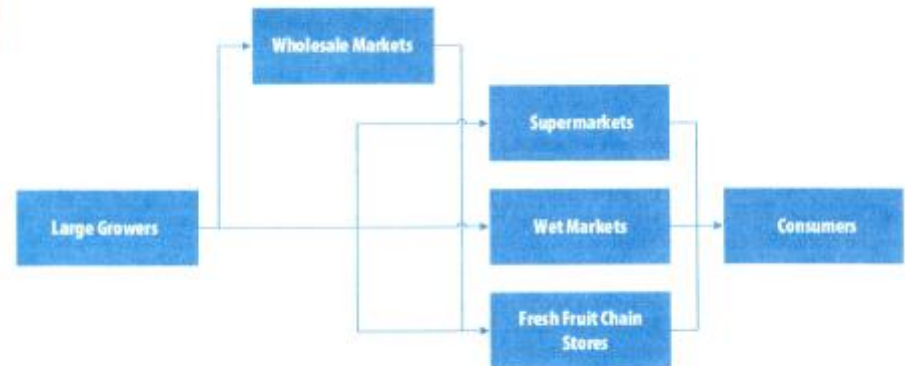 Wholesale Markets
Supermarkets
Large Growers
Wet Markets
Consumers
Fresh Fruit Chain
Stores